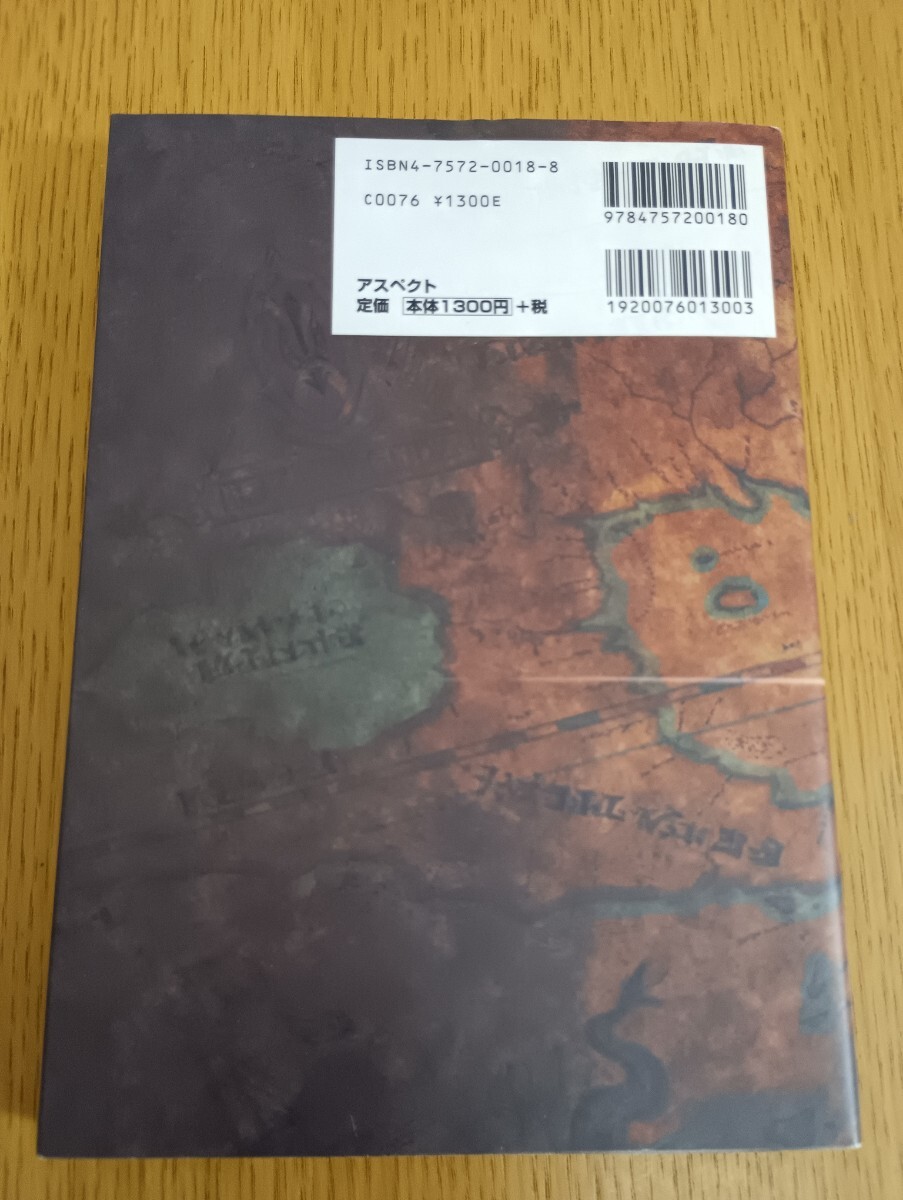 ISBN4-7572-0018-8
C0076 ¥1300E
9784757200180
アスペクト
定価 本体1300円 +税
1920076013003